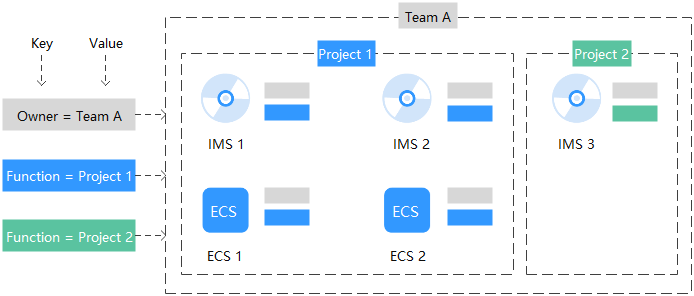 Team A
Key
Value
Project 1
Project 2
Owner = Team A
IMS 1
IMS 2
IMS 3
Function = Project 1
ECS
ECS
Function = Project 2
ECS 1
ECS 2